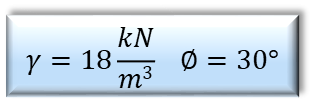 γ = 18 kN/m³ Ø = 30°